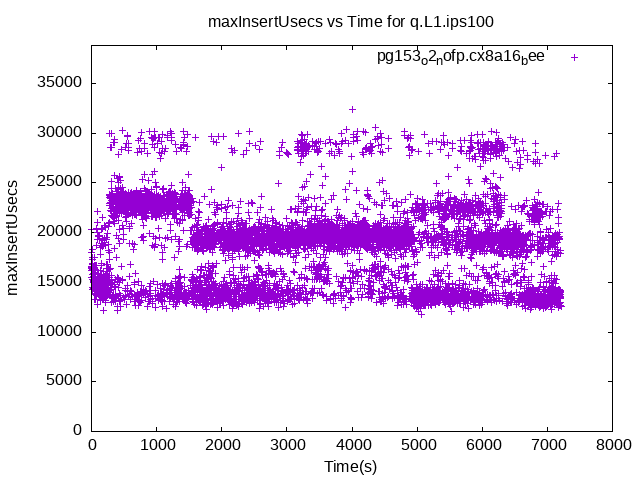 maxInsertUsecs vs Time for q.L1.ips100
pg153o2nofp.cx8a16bee
35000
30000
25000
20000
15000
10000
5000
0
maxInsertUsecs
0 1000 2000 3000 4000 5000 6000 7000 8000
Time(s)